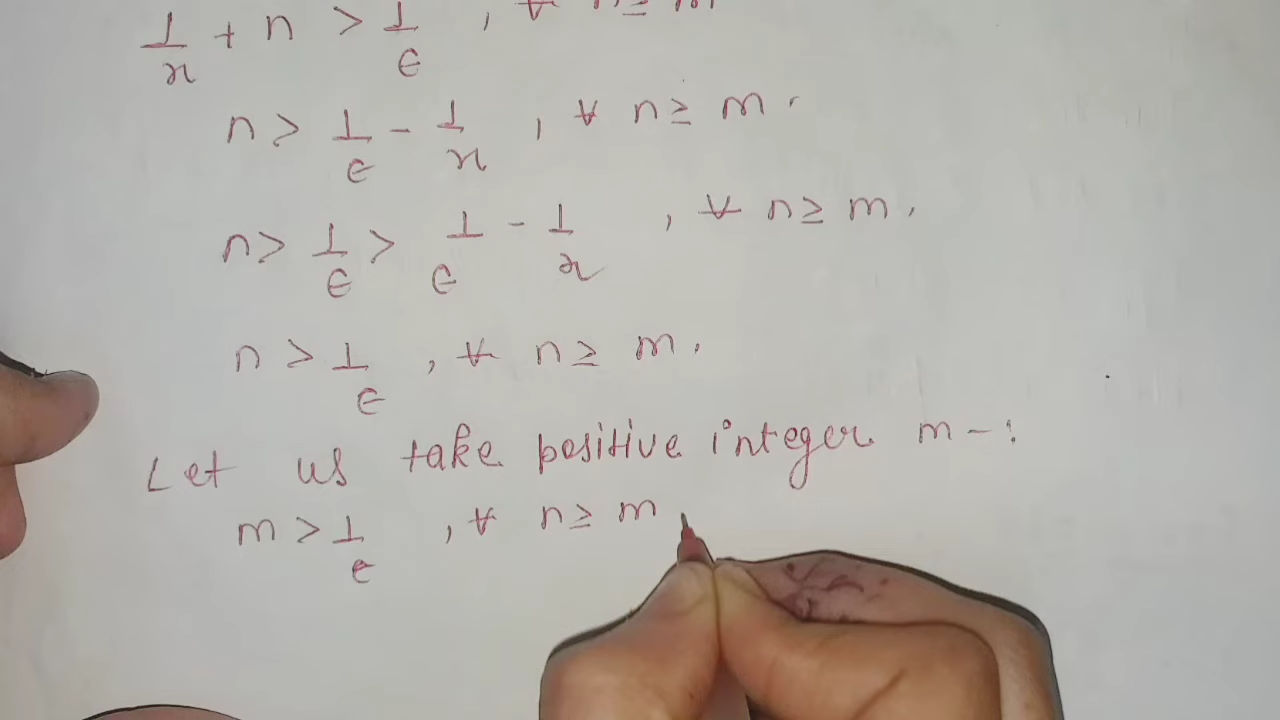 1/x + n > 1/ϵ , ∀ n ≥ m
n > 1/ϵ - 1/x , ∀ n ≥ m .
n > 1/ϵ > 1/ϵ - 1/x , ∀ n ≥ m .
n > 1/ϵ , ∀ n ≥ m .
Let us take positive integer m - :
m > 1/ϵ , ∀ n ≥ m